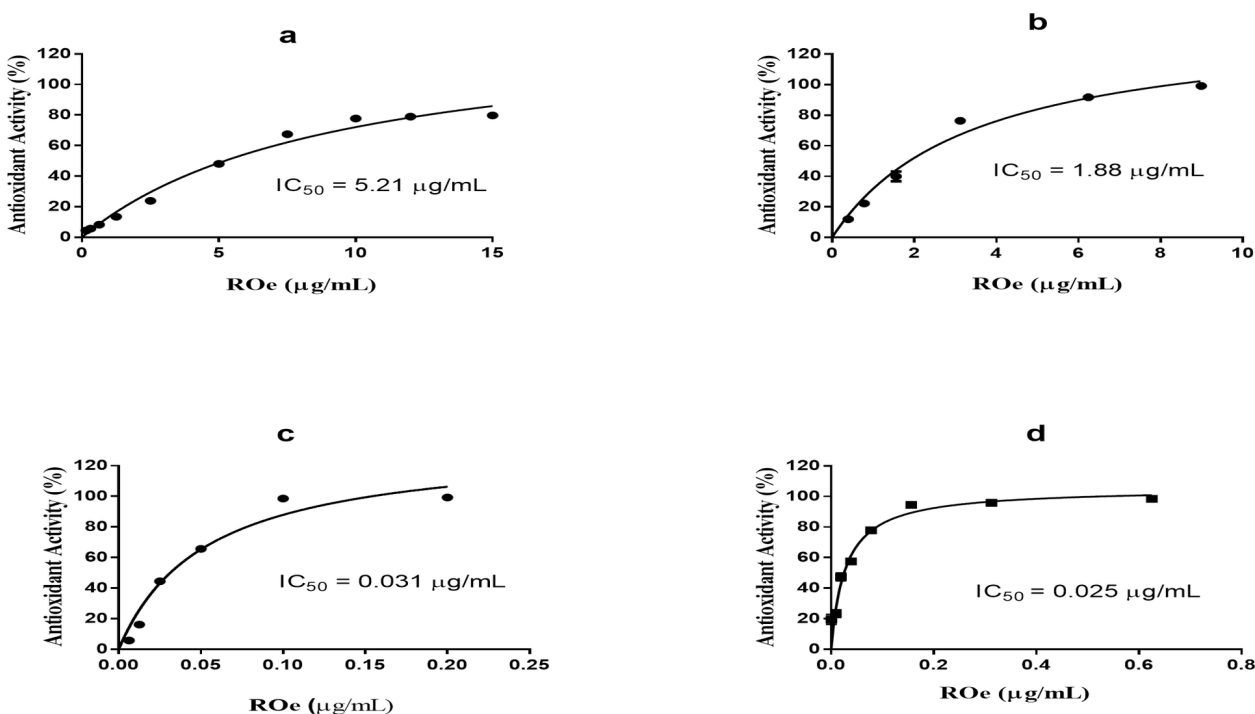 a
120
100
80
60
40
20
0
Antioxidant Activity (%)
IC50 = 5.21 μg/mL
0 5 10 15
ROe (μg/mL)
b
120
100
80
60
40
20
0
Antioxidant Activity (%)
IC50 = 1.88 μg/mL
0 2 4 6 8 10
ROe (μg/mL)
c
120
100
80
60
40
20
0
Antioxidant Activity (%)
IC50 = 0.031 μg/mL
0.00 0.05 0.10 0.15 0.20 0.25
ROe (μg/mL)
d
120
100
80
60
40
20
0
Antioxidant Activity (%)
IC50 = 0.025 μg/mL
0.0 0.2 0.4 0.6 0.8
ROe (μg/mL)